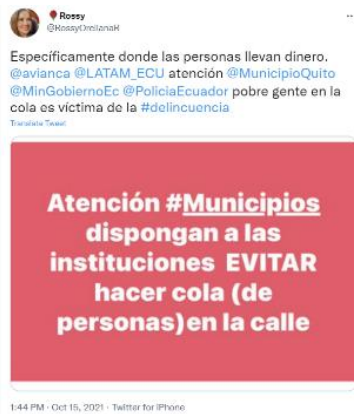 Rossy
@RossyOrellanaR
Específicamente donde las personas llevan dinero.
@avianca @LATAM_ECU atención @MunicipioQuito
@MinGobiernoEc @PoliciaEcuador pobre gente en la
cola es víctima de la #delincuencia
Translate Tweet
Atención #Municipios
dispongan a las
instituciones EVITAR
hacer cola (de
personas)en la calle
1:44 PM · Oct 15, 2021 · Twitter for iPhone